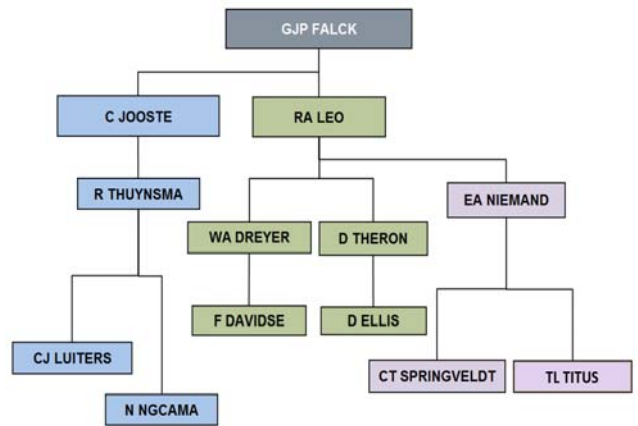 GJP FALCK
C JOOSTE
RA LEO
R THUYNSMA
EA NIEMAND
WA DREYER
D THERON
F DAVIDSE
D ELLIS
CJ LUITERS
CT SPRINGVELDT
TL TITUS
N NGCAMA